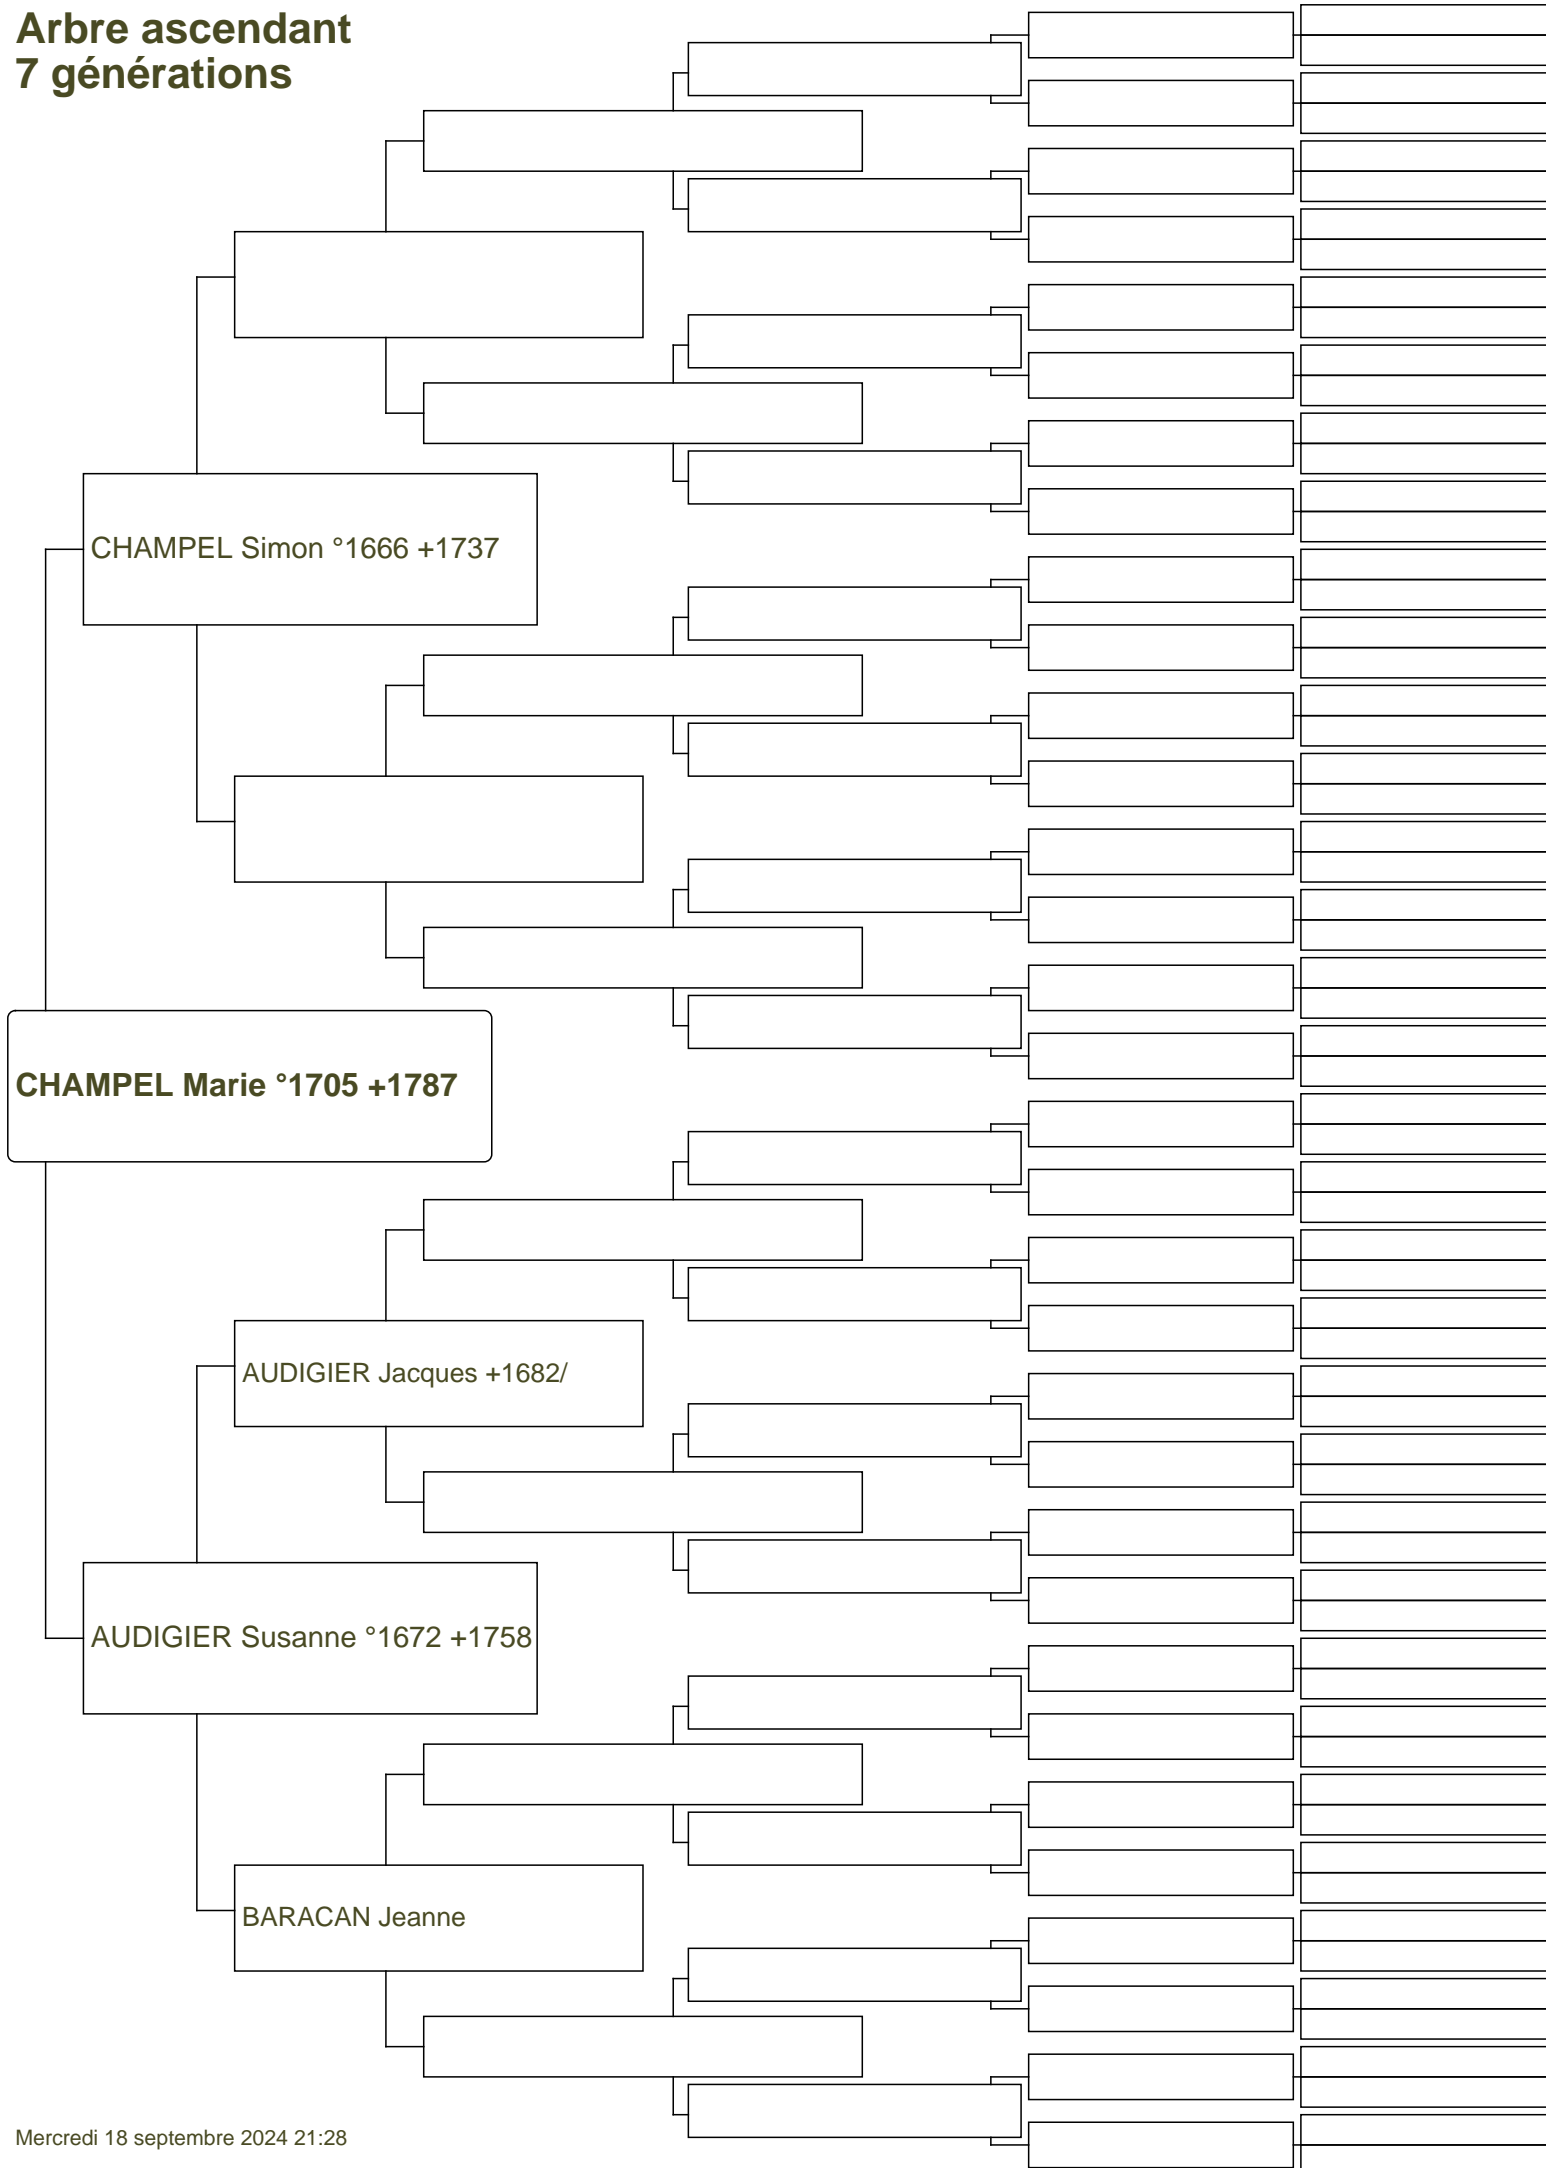 Arbre ascendant
7 générations
CHAMPEL Simon °1666 +1737
CHAMPEL Marie °1705 +1787
AUDIGIER Jacques +1682/
AUDIGIER Susanne °1672 +1758
BARACAN Jeanne
Mercredi 18 septembre 2024 21:28